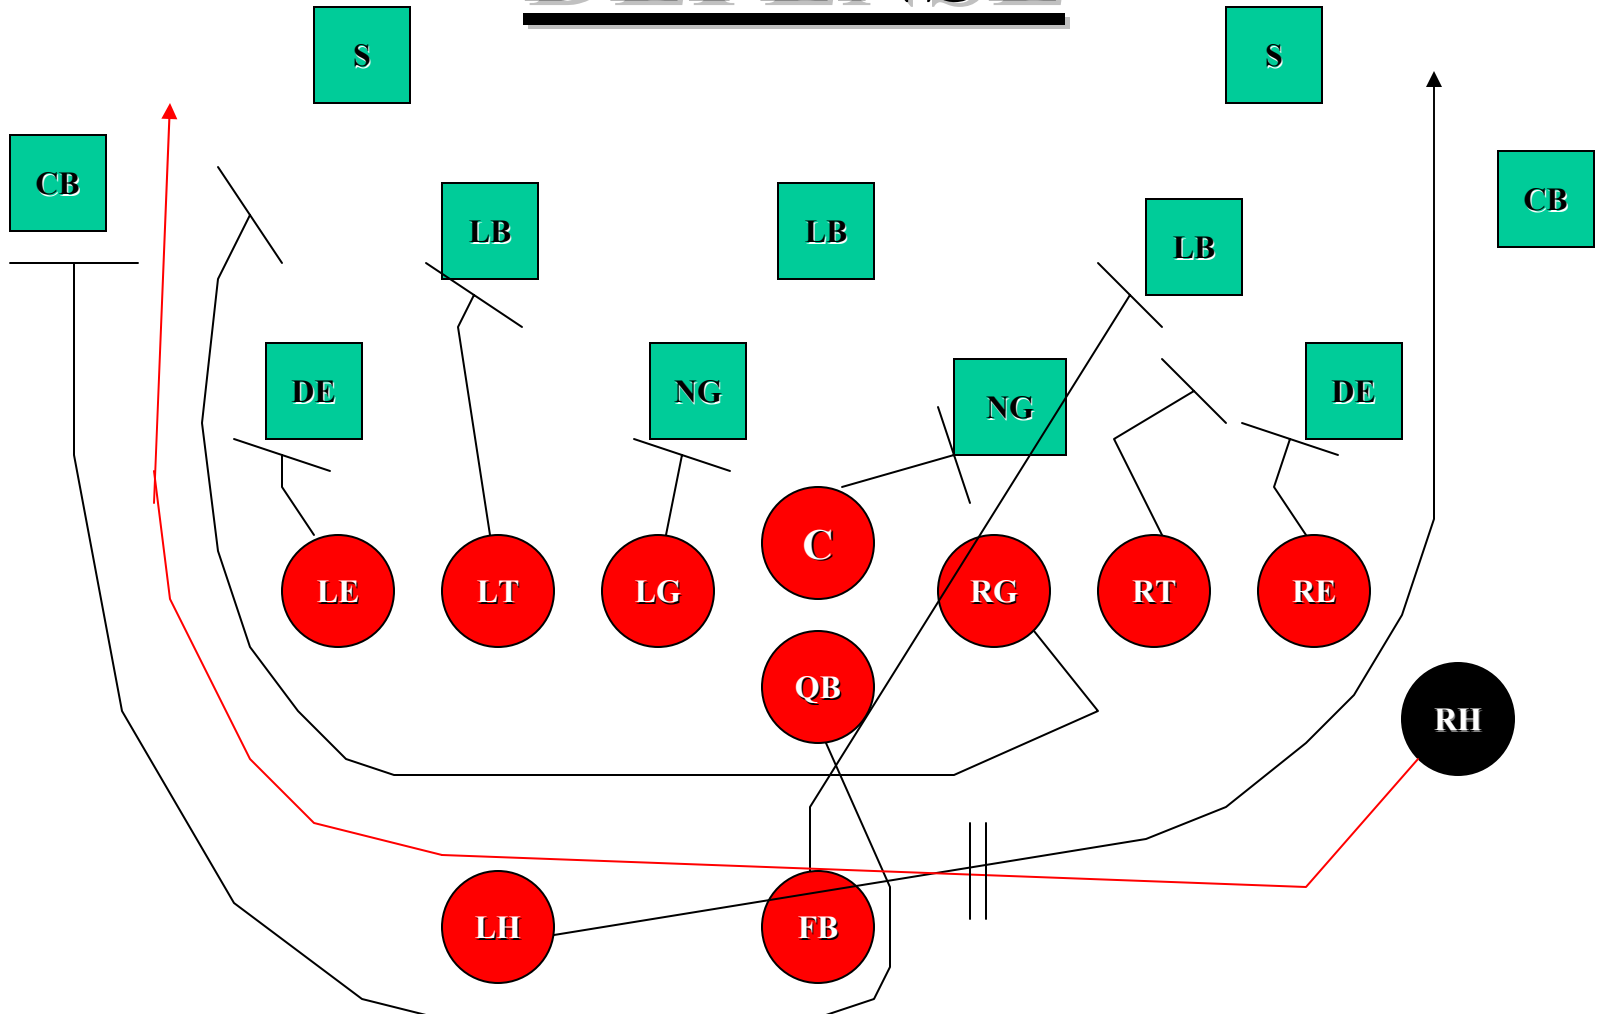 S S
CB
CB
LB LB LB
DE NG NG DE
C
LE LT LG RG RT RE
QB
RH
LH FB